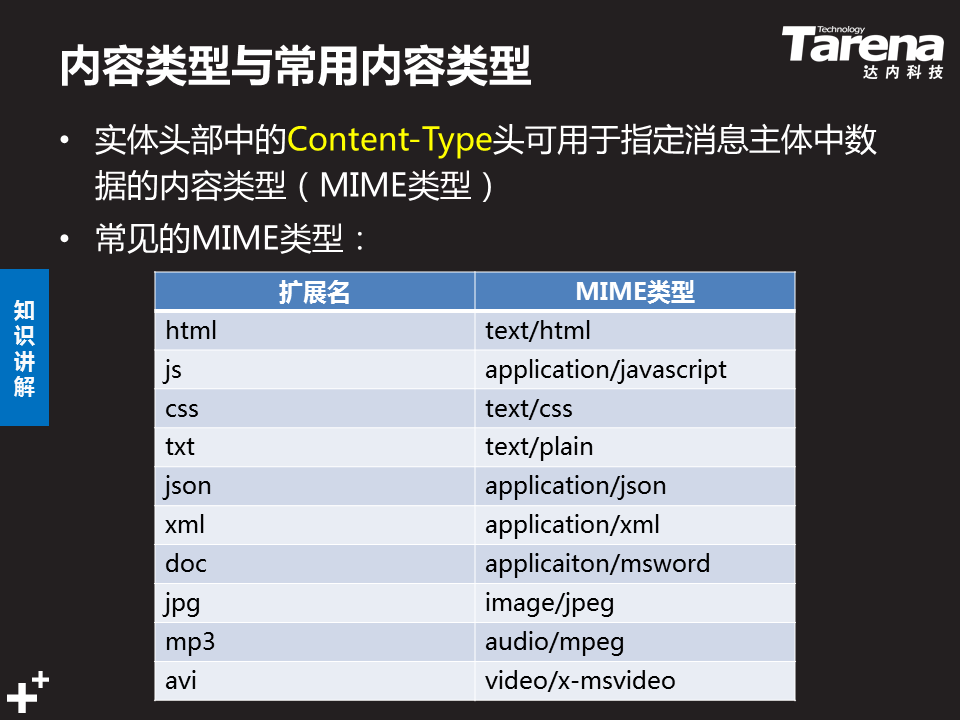 内容类型与常用内容类型
Technology
Tarena
达内科技
• 实体头部中的Content-Type头可用于指定消息主体中数
据的内容类型（MIME类型）
• 常见的MIME类型：
知识讲解
扩展名 MIME类型
html text/html
js application/javascript
css text/css
txt text/plain
json application/json
xml application/xml
doc applicaiton/msword
jpg image/jpeg
mp3 audio/mpeg
avi video/x-msvideo